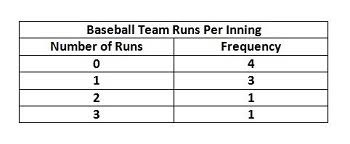 Baseball Team Runs Per Inning
Number of Runs Frequency
0 4
1 3
2 1
3 1